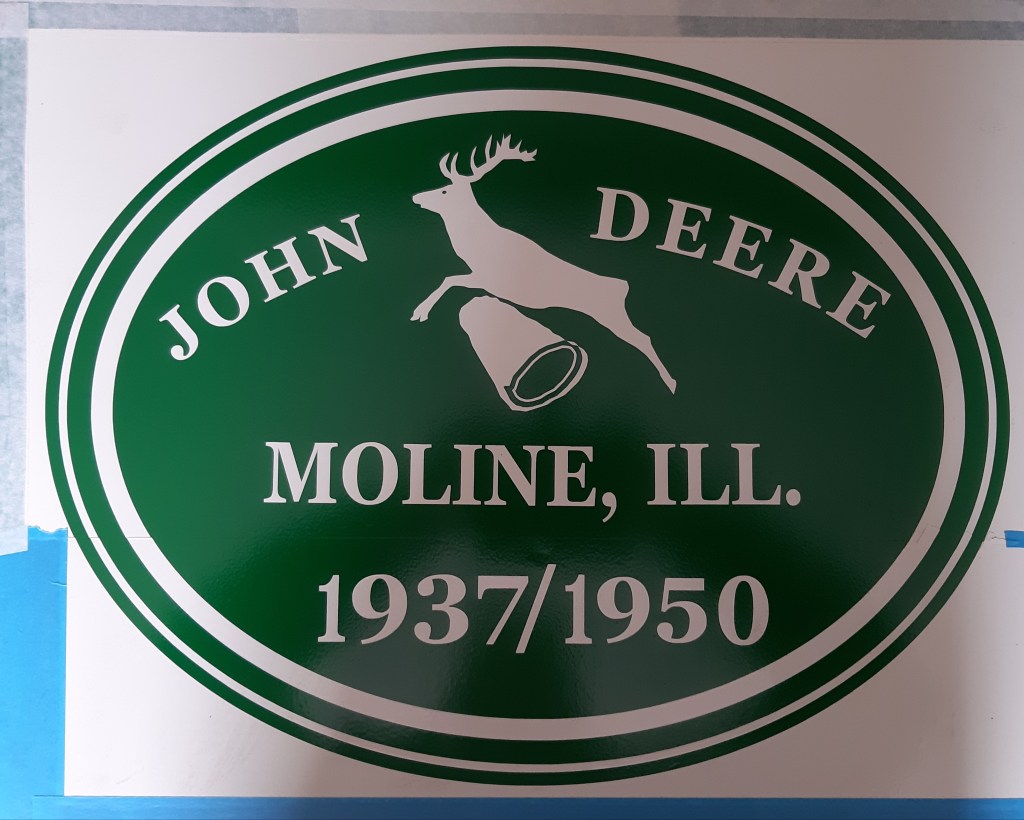 JOHN DEERE
MOLINE, ILL.
1937/1950